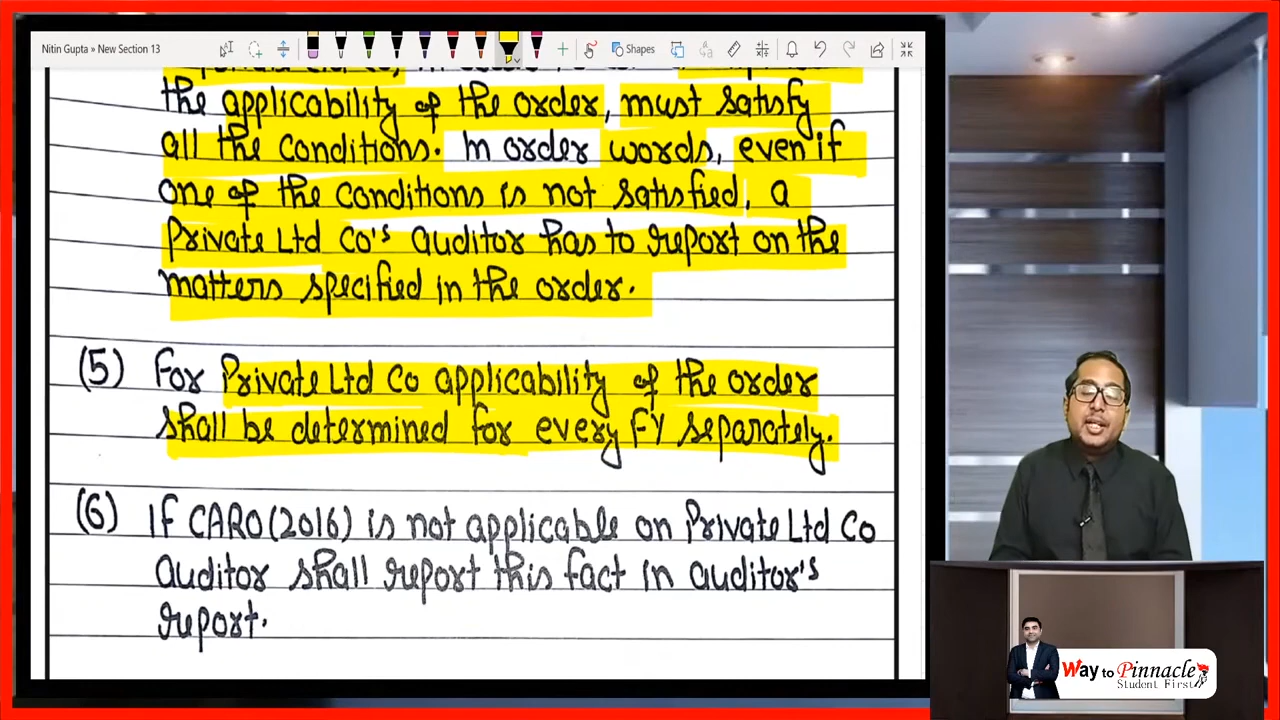 Nitin Gupta » New Section 13
Shapes
the applicability of the order, must satisfy
all the conditions. In order words, even if
one of the conditions is not satisfied, a
Private Ltd Co's auditor has to report on the
matters specified in the order.
(5) For Private Ltd Co applicability of the order
shall be determined for every FY separately.
(6) If CARO(2016) is not applicable on Private Ltd Co
Auditor shall report this fact in auditor's
report.
Way to Pinnacle
Student First